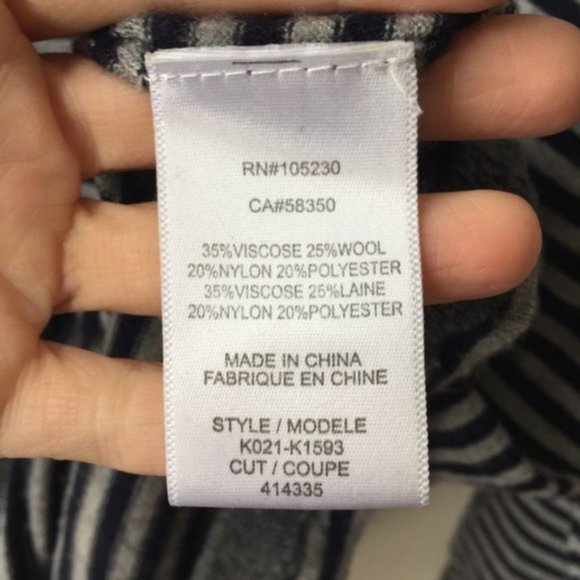 RN#105230
CA#58350
35%VISCOSE 25%WOOL
20%NYLON 20%POLYESTER
35%VISCOSE 25%LAINE
20%NYLON 20%POLYESTER
MADE IN CHINA
FABRIQUE EN CHINE
STYLE / MODELE
K021-K1593
CUT / COUPE
414335